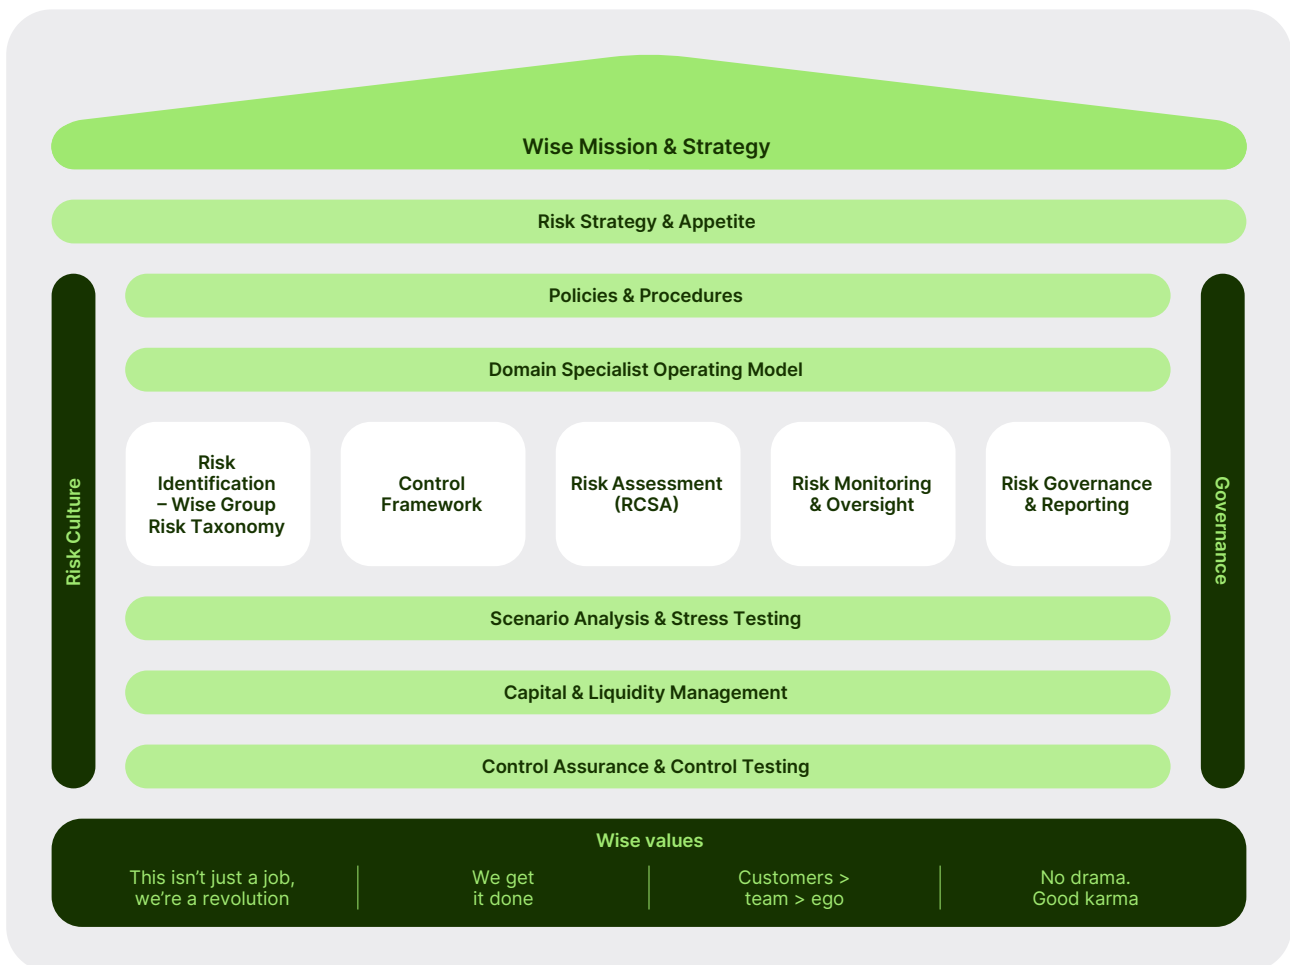 Wise Mission & Strategy
Risk Strategy & Appetite
Policies & Procedures
Domain Specialist Operating Model
Risk Culture
Risk
Identification
– Wise Group
Risk Taxonomy
Control
Framework
Risk Assessment
(RCSA)
Risk Monitoring
& Oversight
Risk Governance
& Reporting
Governance
Scenario Analysis & Stress Testing
Capital & Liquidity Management
Control Assurance & Control Testing
Wise values
This isn’t just a job,
we’re a revolution
We get
it done
Customers >
team > ego
No drama.
Good karma